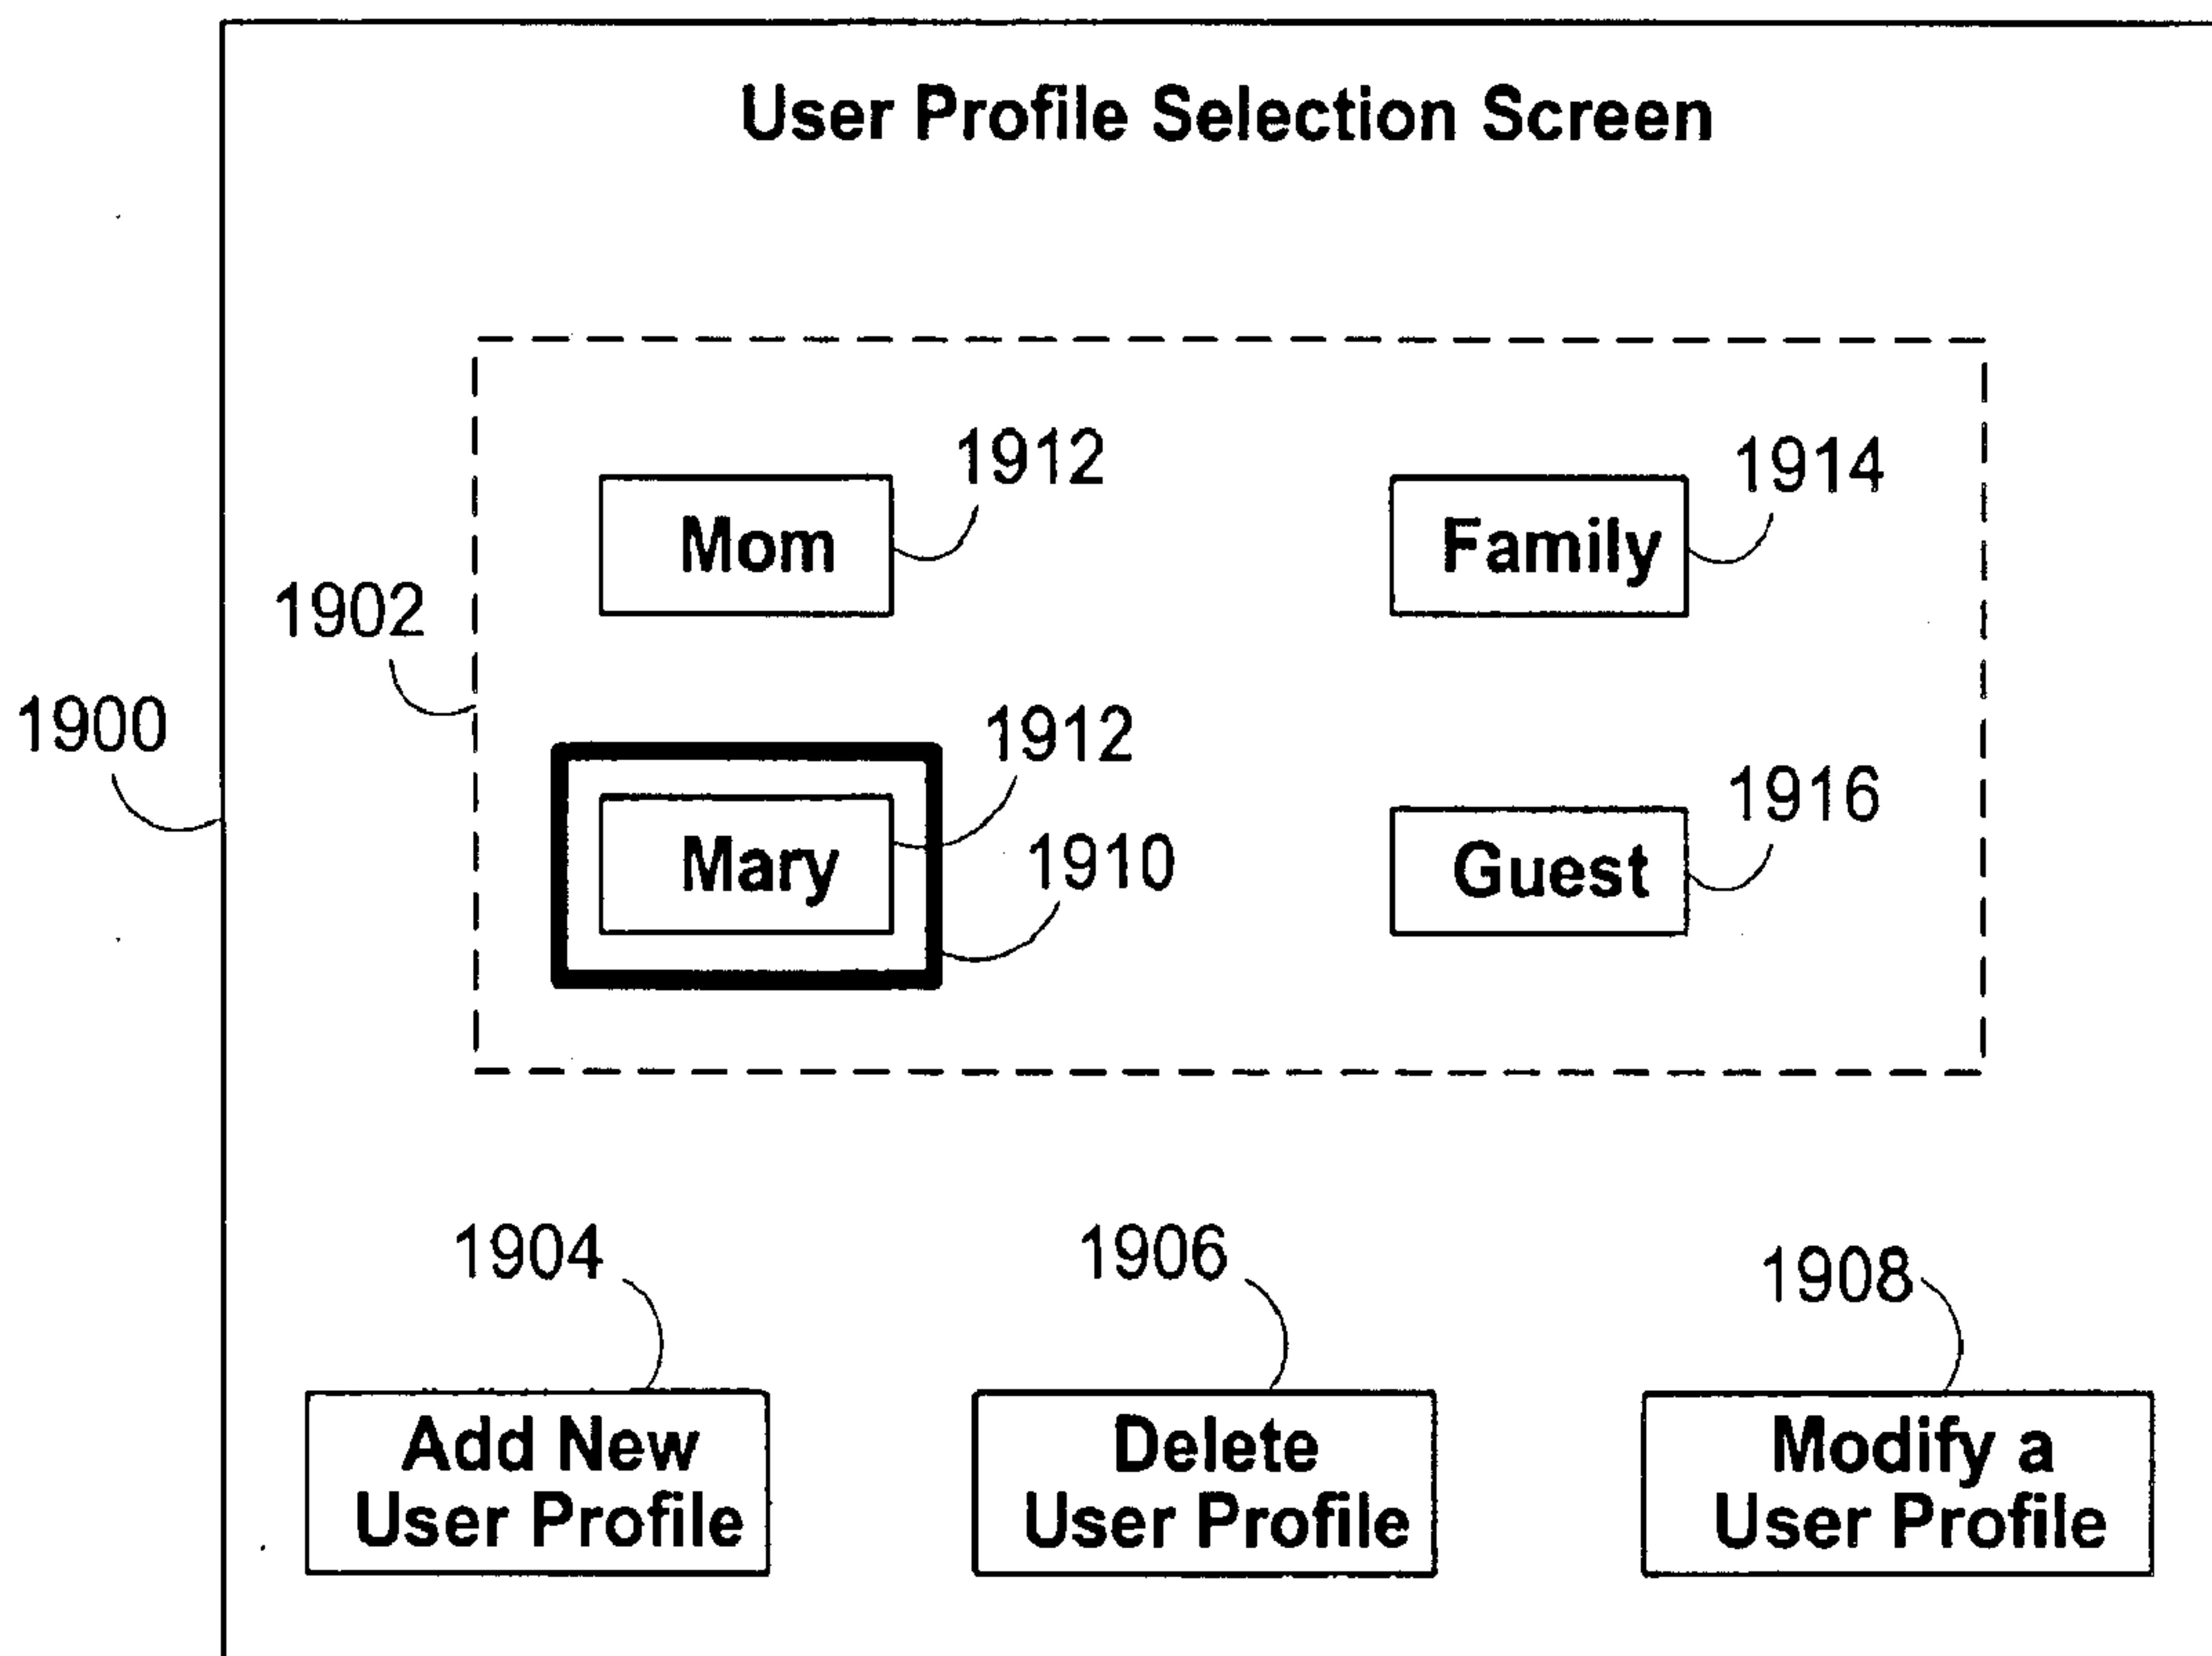 User Profile Selection Screen
1912
1914
Mom
Family
1902
1900
1912
1916
Mary
1910
Guest
1904
1906
1908
Add New
User Profile
Delete
User Profile
Modify a
User Profile